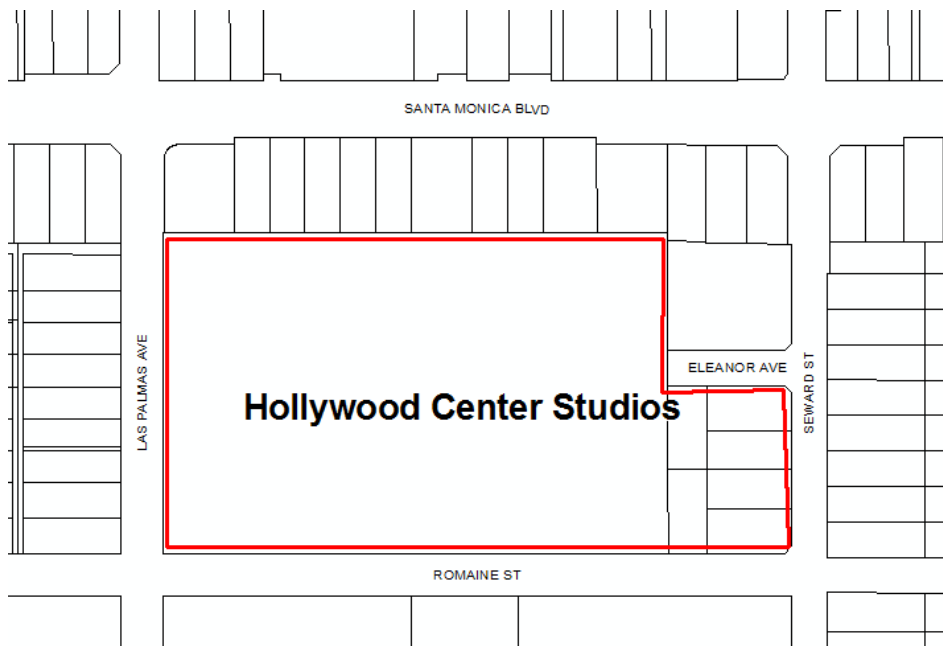 SANTA MONICA BLVD
LAS PALMAS AVE
ELEANOR AVE
SEWARD ST
Hollywood Center Studios
ROMAINE ST